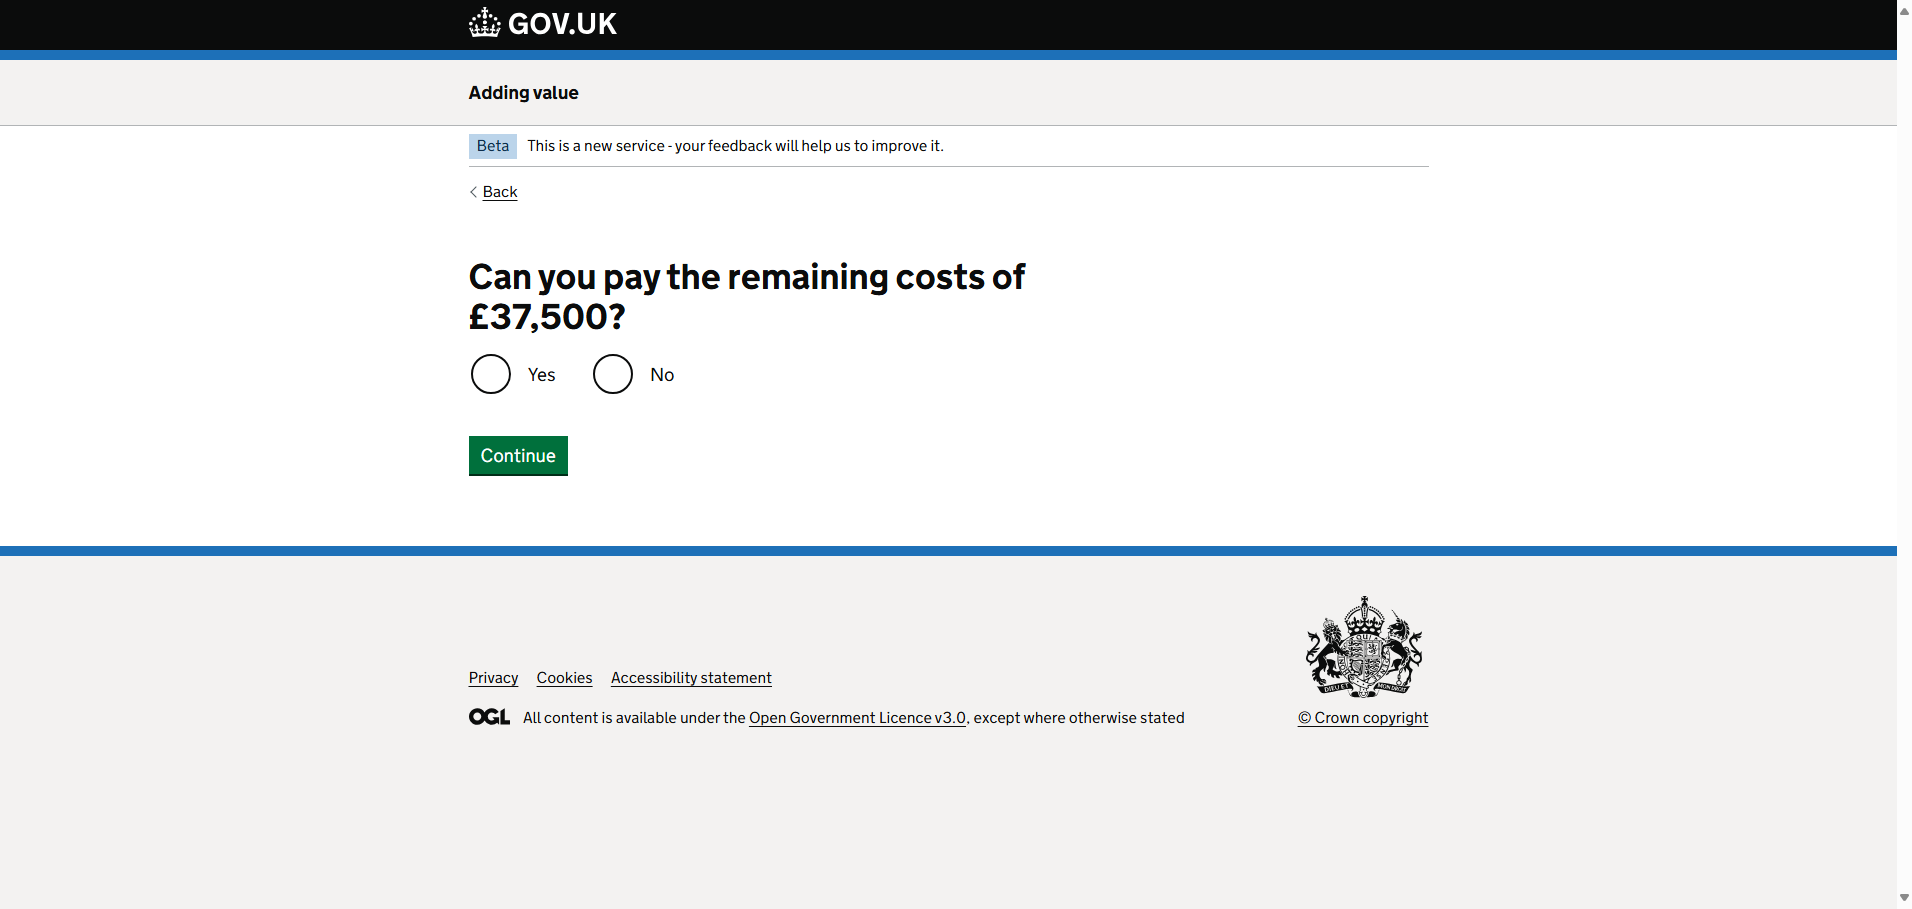 GOV.UK
Adding value
Beta This is a new service - your feedback will help us to improve it.
Back
Can you pay the remaining costs of
£37,500?
Yes No
Continue
Privacy Cookies Accessibility statement
OGL All content is available under the Open Government Licence v3.0, except where otherwise stated
© Crown copyright